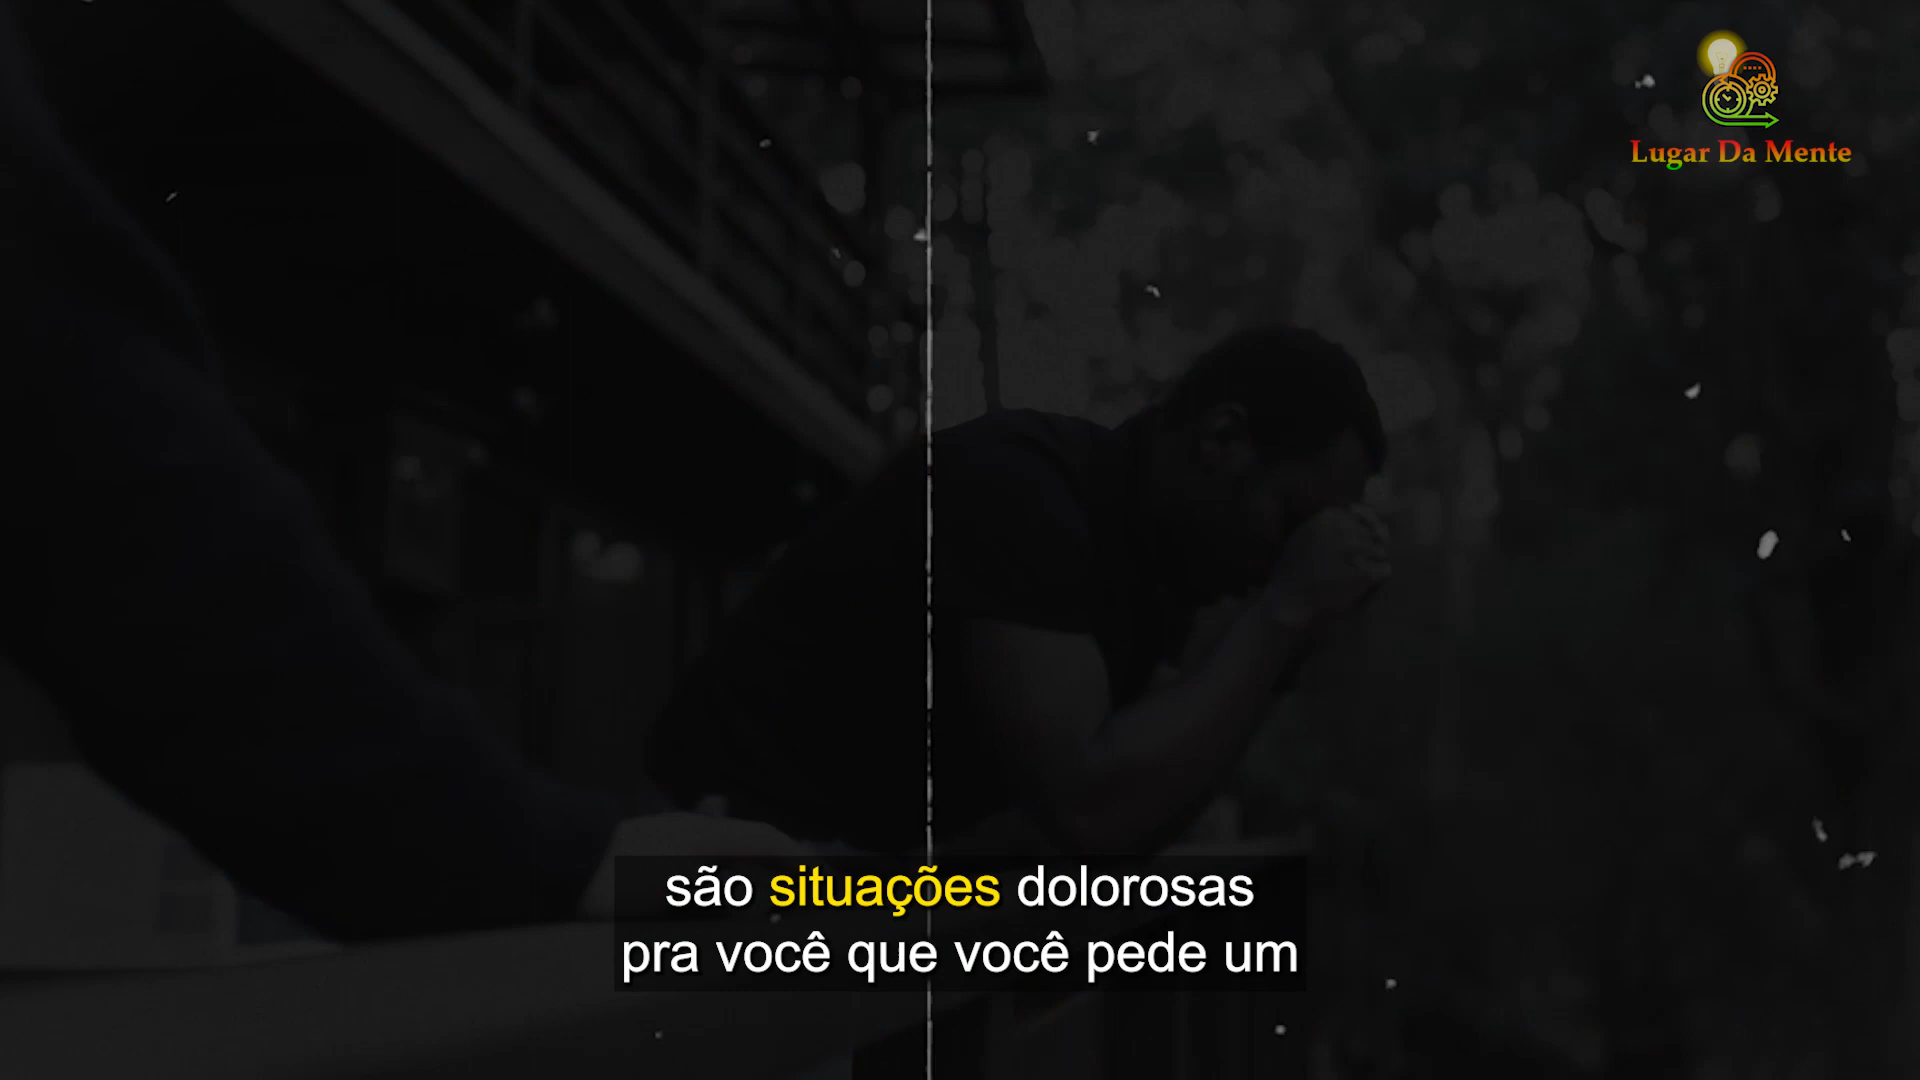 Lugar Da Mente
são situações dolorosas
pra você que você pede um